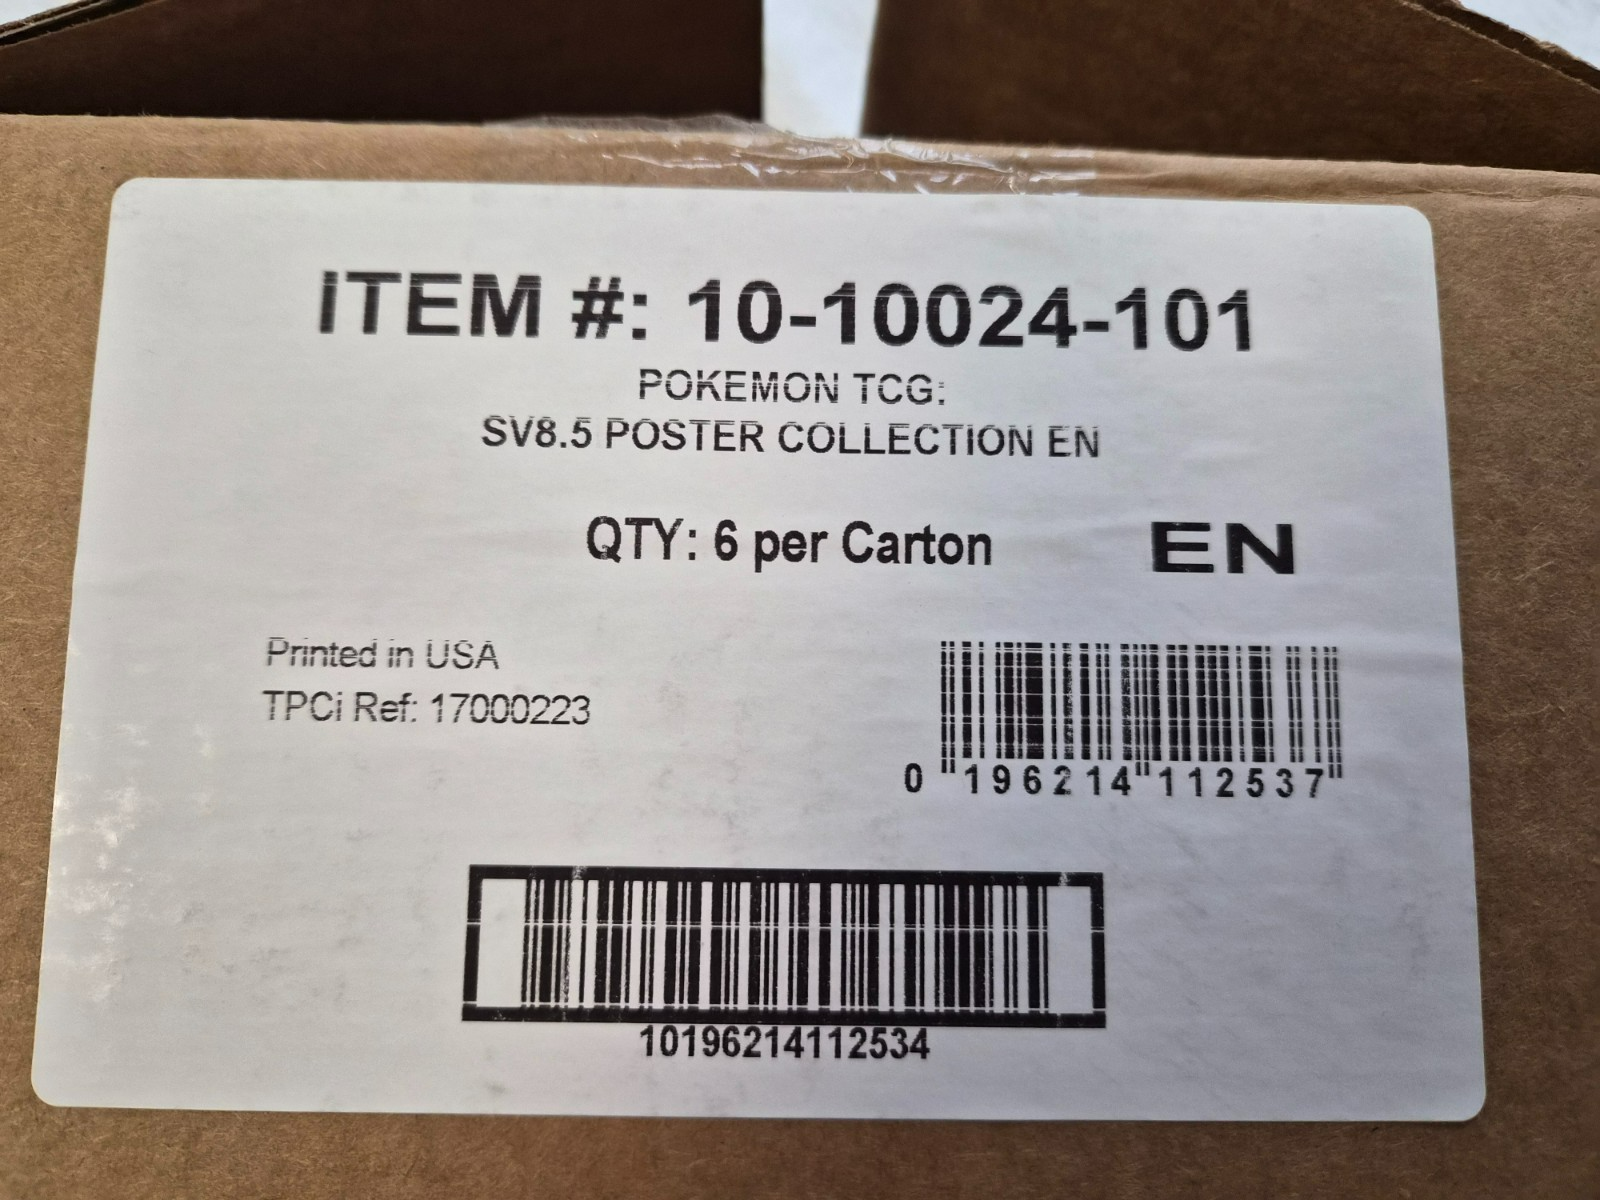 ITEM #: 10-10024-101
POKEMON TCG:
SV8.5 POSTER COLLECTION EN
QTY: 6 per Carton EN
Printed in USA
TPCi Ref: 17000223
0 196214 112537
10196214112534